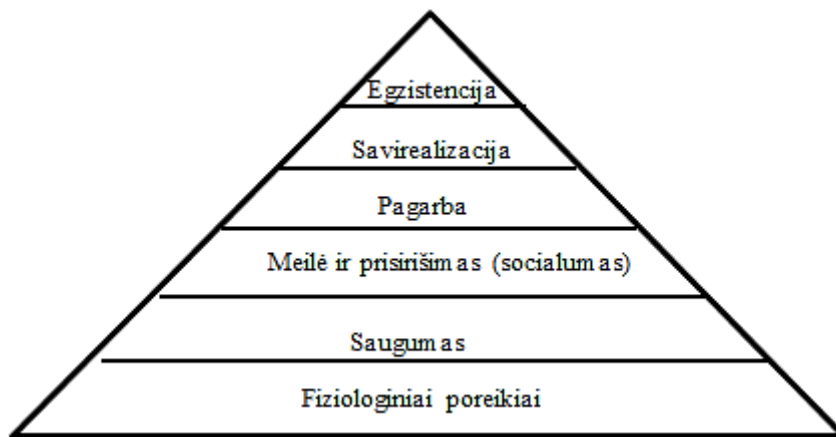 Egzistencija
Savirealizacija
Pagarba
Meilė ir prisirišimas (socialumas)
Saugumas
Fiziologiniai poreikiai